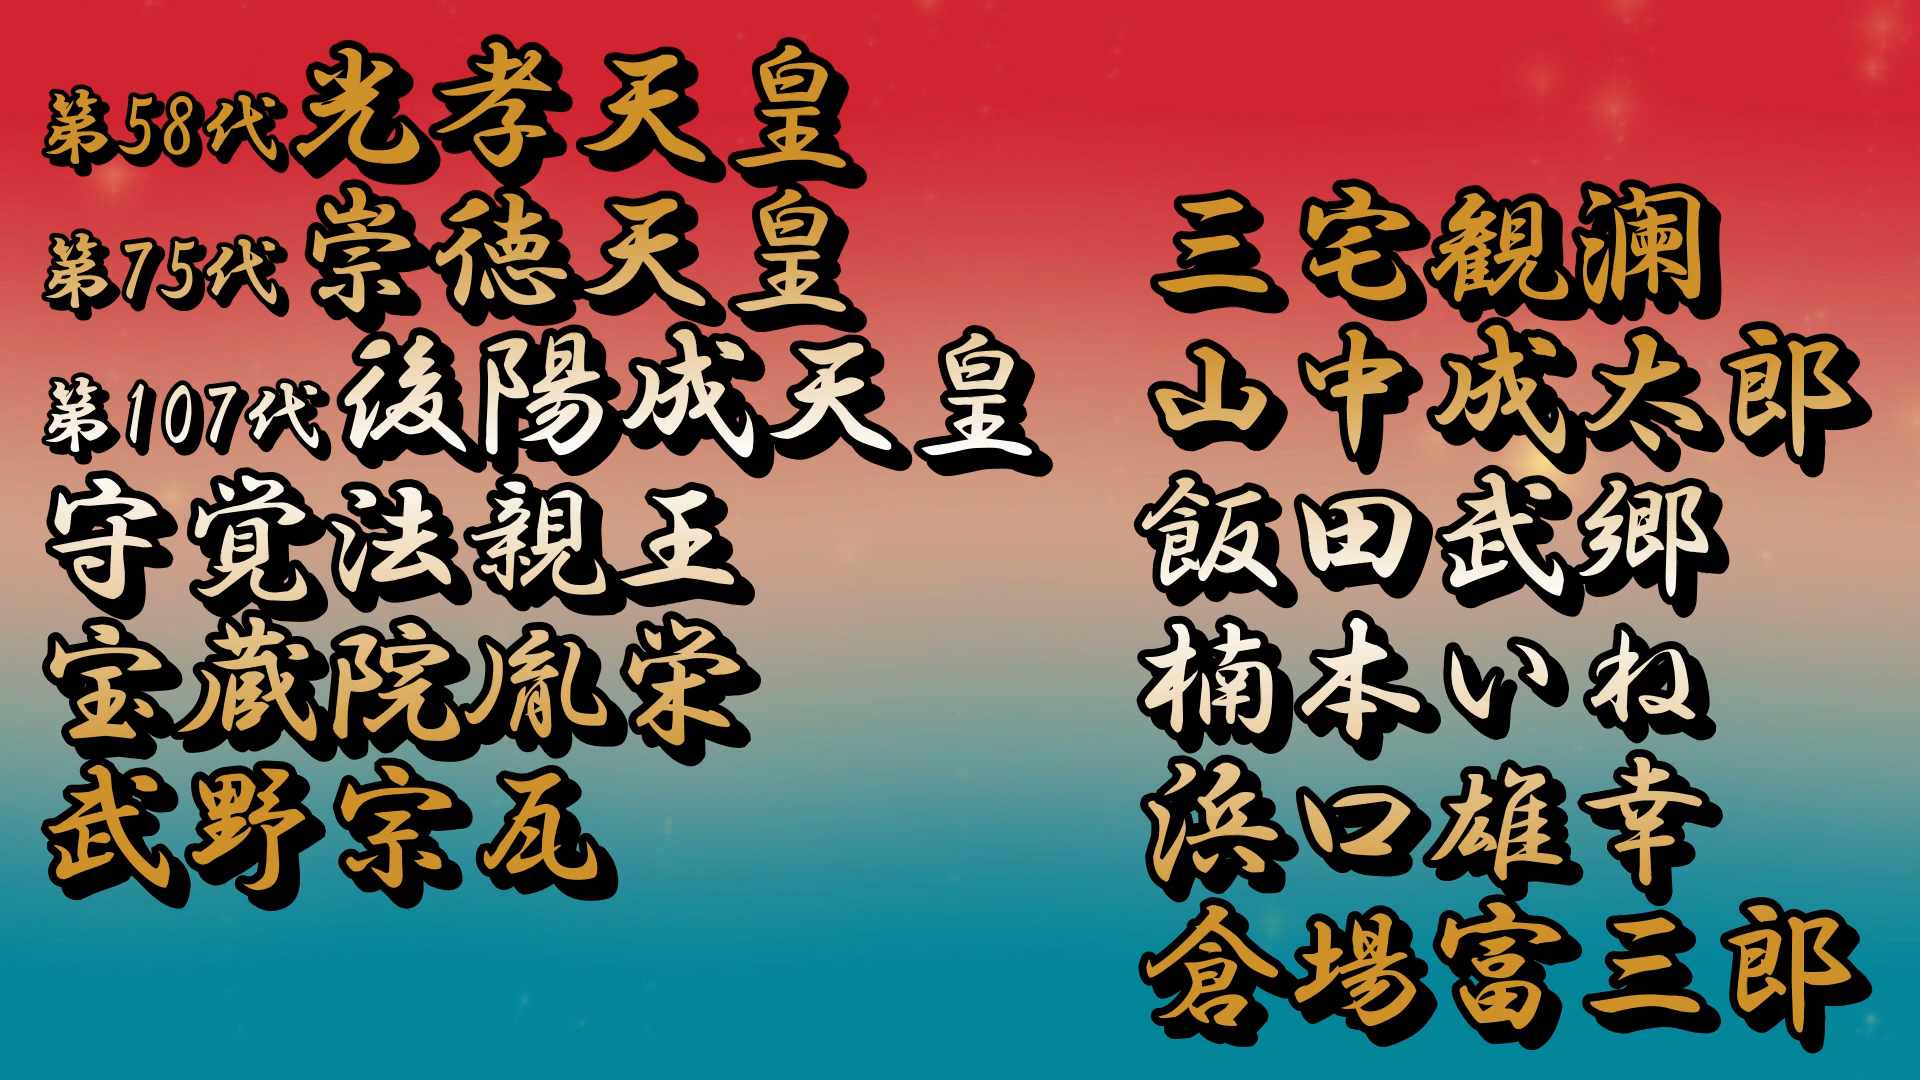 第58代光孝天皇
第75代崇徳天皇
第107代後陽成天皇
守覚法親王
宝蔵院胤栄
武野宗瓦
三宅観瀾
山中成太郎
飯田武郷
楠本いね
浜口雄幸
倉場富三郎